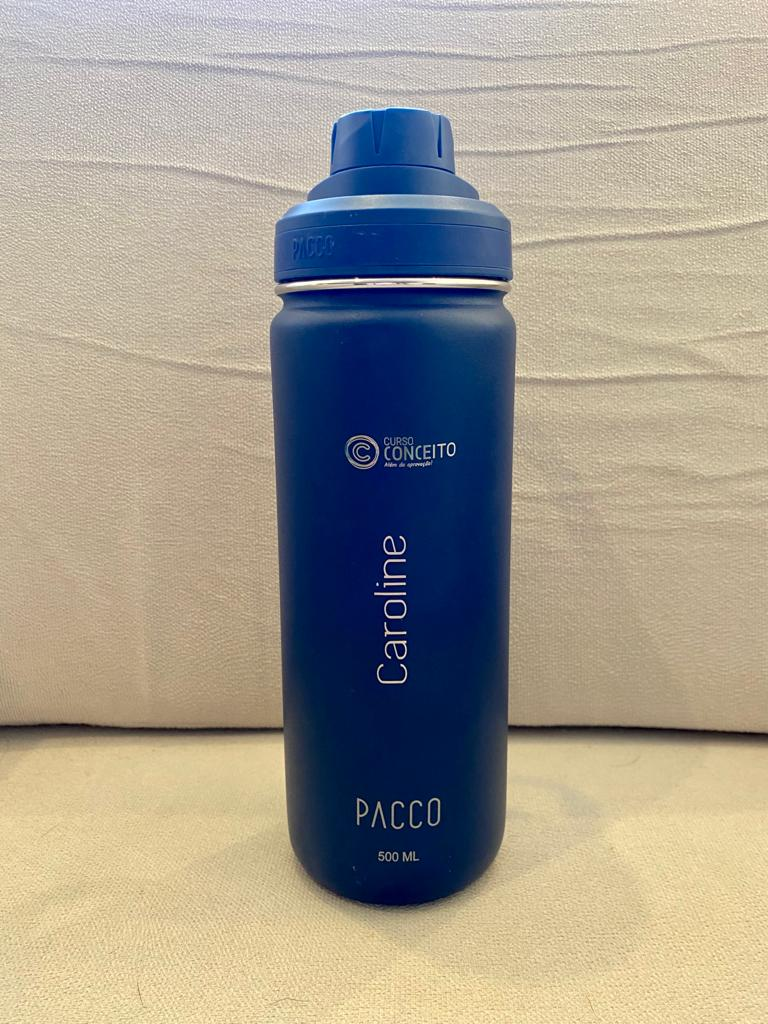 PACCO
CURSO
CONCEITO
Além da aprovação!
Caroline
PACCO
500 ML